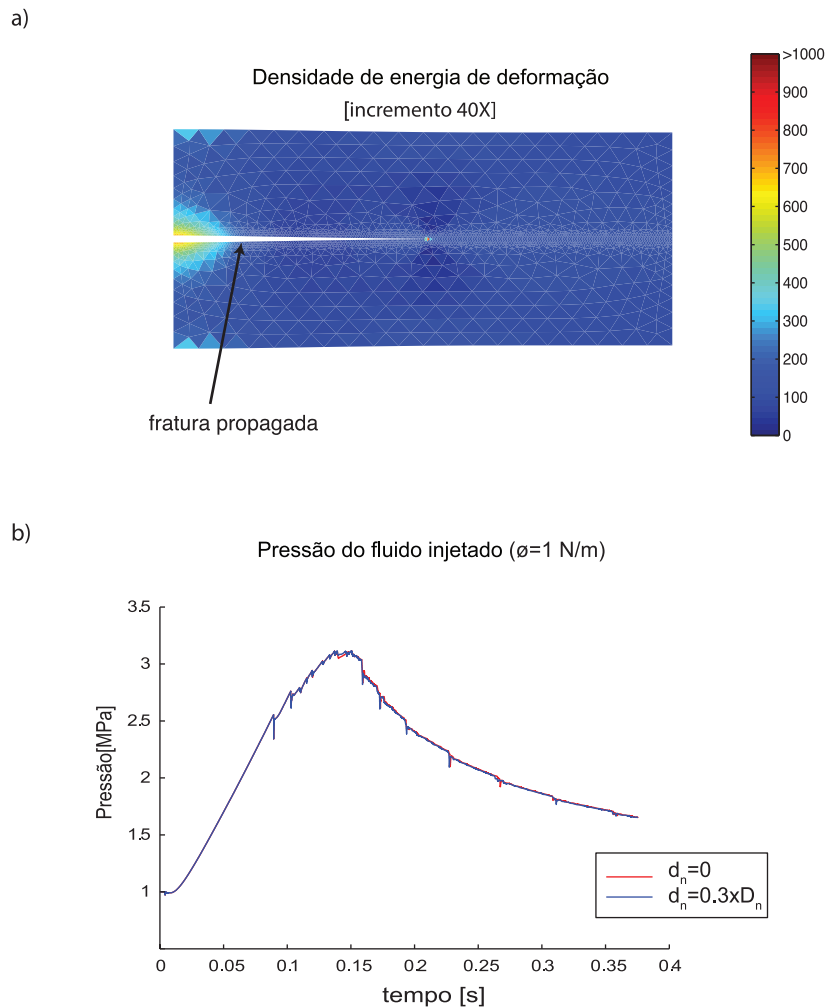 a)
Densidade de energia de deformação
[incremento 40X]
>1000
900
800
700
600
500
400
300
200
100
0
fratura propagada
b)
Pressão do fluido injetado (ø=1 N/m)
Pressão[MPa]
3.5
3
2.5
2
1.5
1
0
0.05
0.1
0.15
0.2
0.25
0.3
0.35
0.4
tempo [s]
d_n=0
d_n=0.3xD_n